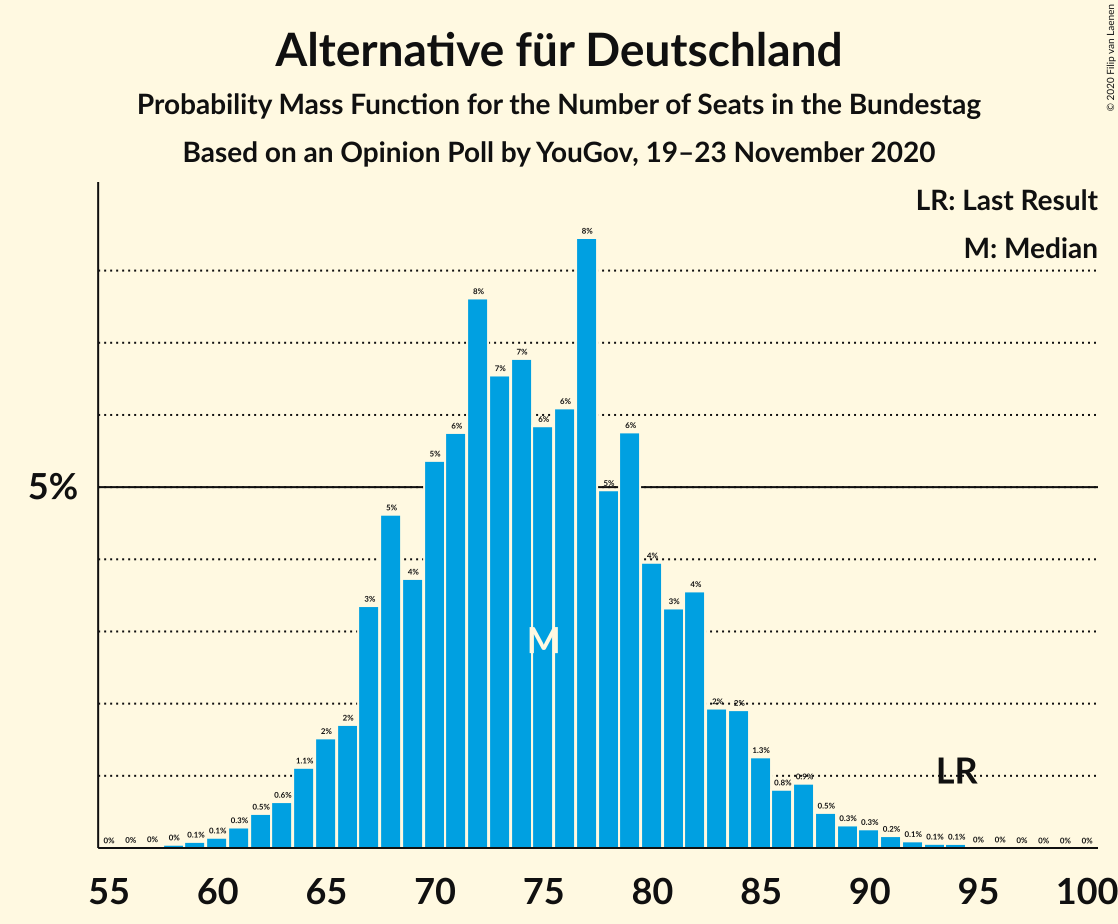 Alternative für Deutschland
Probability Mass Function for the Number of Seats in the Bundestag
Based on an Opinion Poll by YouGov, 19–23 November 2020
© 2020 Filip van Laenen
LR: Last Result
M: Median
5%
0% 0% 0% 0% 0.1% 0.1% 0.3% 0.5% 0.6% 1.1% 2% 2% 3% 5% 4% 5% 6% 8% 7% 7% 6% 6% 8% 5% 6% 4% 3% 4% 2% 2% 1.3% 0.8% 0.9% 0.5% 0.3% 0.3% 0.2% 0.1% 0.1% 0.1% 0% 0% 0% 0% 0% 0%
M
LR
55 60 65 70 75 80 85 90 95 100